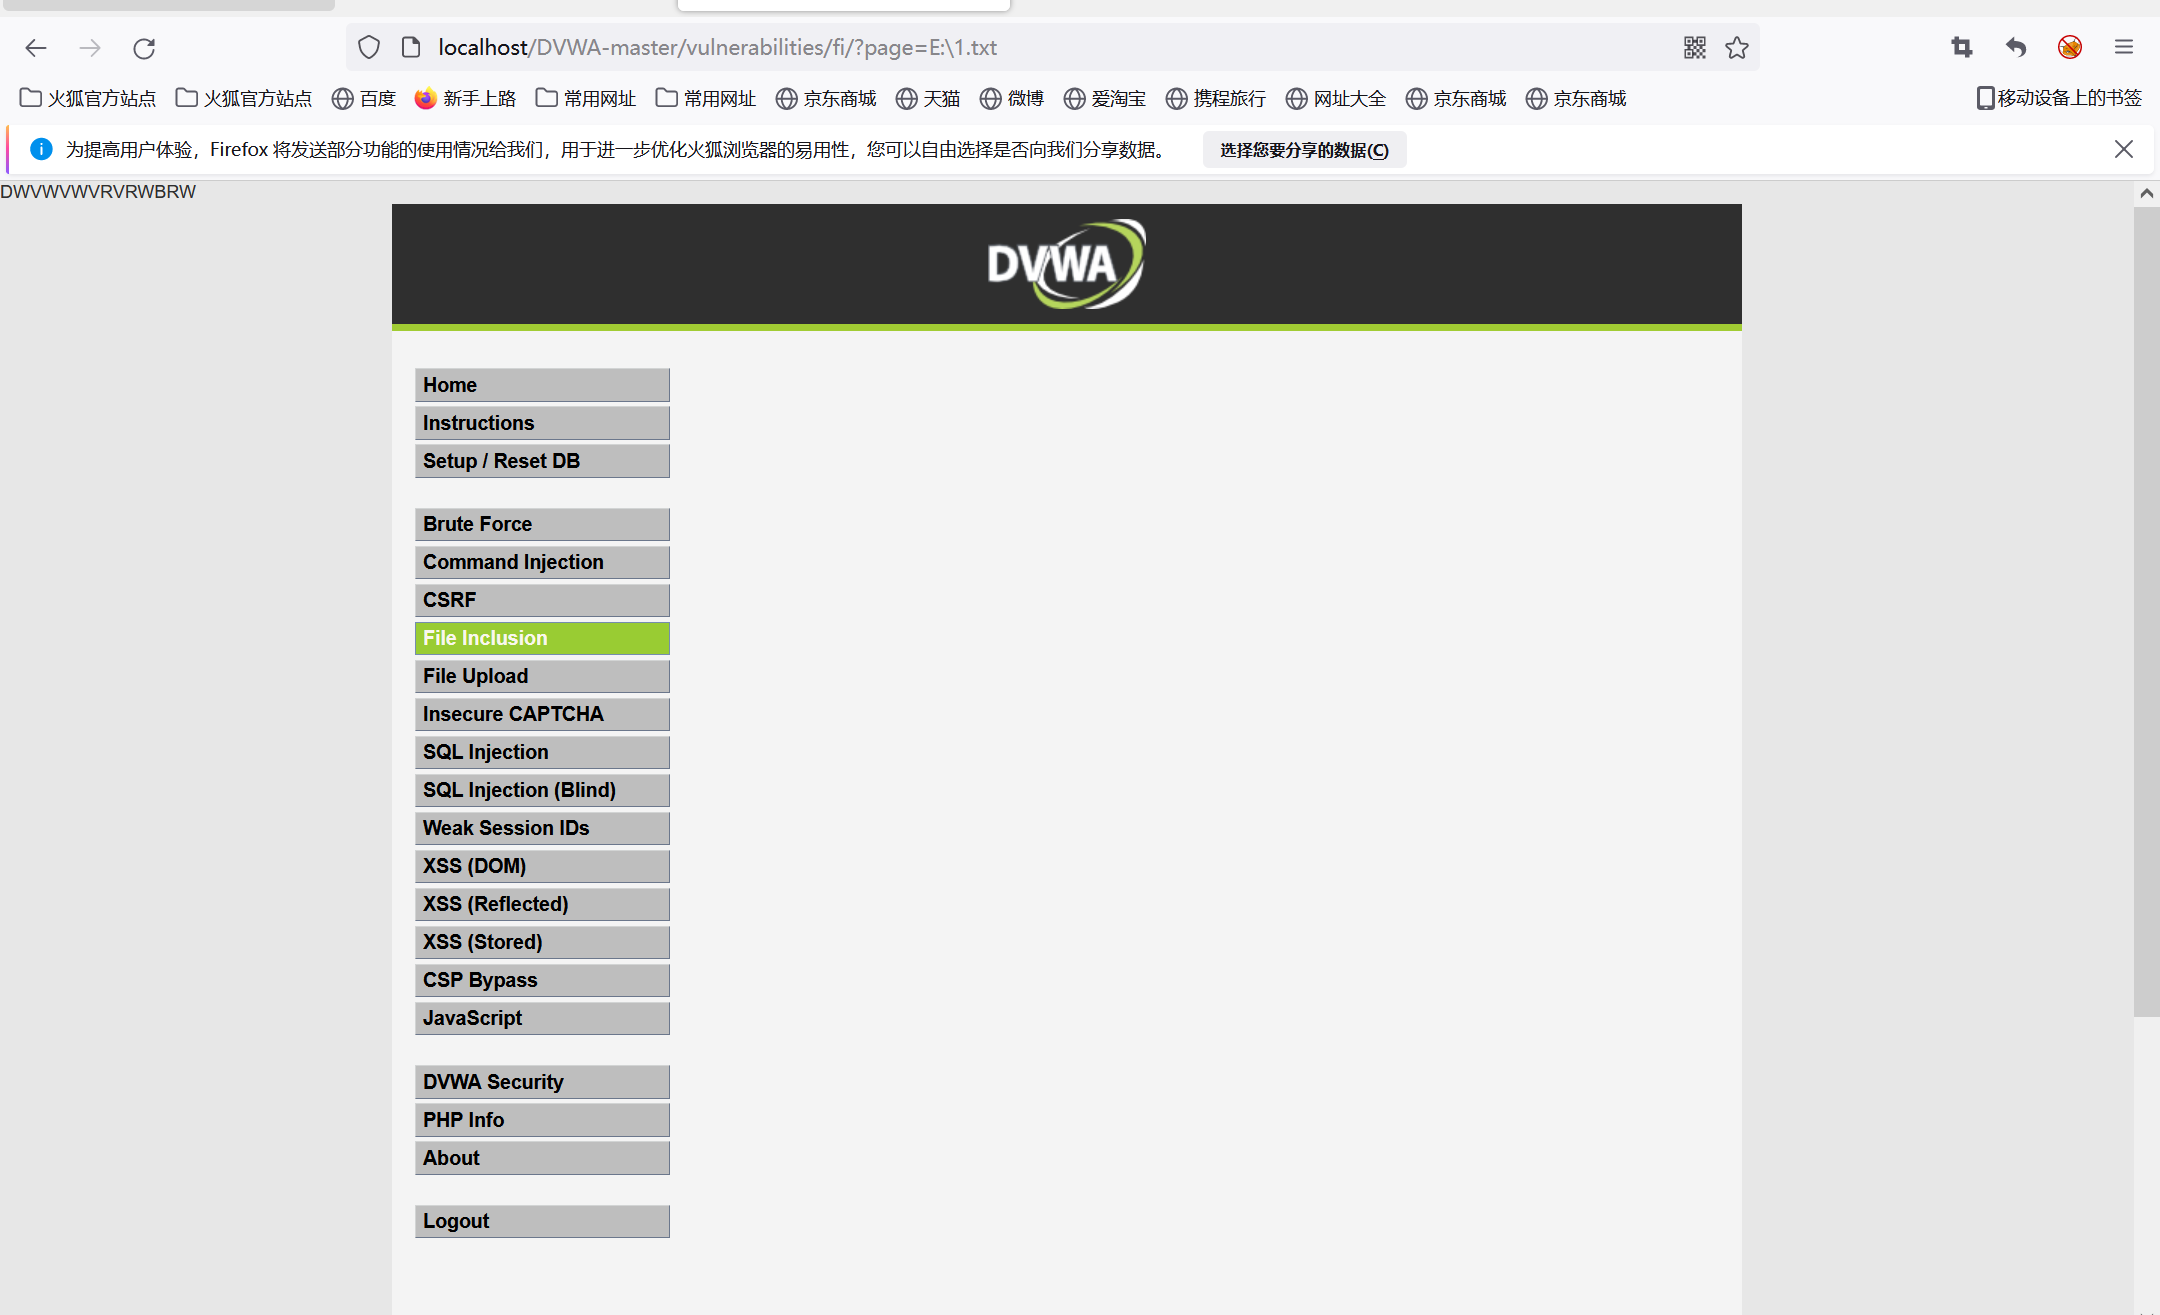 localhost/DVWA-master/vulnerabilities/fi/?page=E:\1.txt
火狐官方站点 火狐官方站点 百度 新手上路 常用网址 常用网址 京东商城 天猫 微博 爱淘宝 携程旅行 网址大全 京东商城 京东商城 移动设备上的书签
为提高用户体验，Firefox 将发送部分功能的使用情况给我们，用于进一步优化火狐浏览器的易用性，您可以自由选择是否向我们分享数据。 选择您要分享的数据(C)
DWVWVWVRVRWBRW
DVWA
Home
Instructions
Setup / Reset DB
Brute Force
Command Injection
CSRF
File Inclusion
File Upload
Insecure CAPTCHA
SQL Injection
SQL Injection (Blind)
Weak Session IDs
XSS (DOM)
XSS (Reflected)
XSS (Stored)
CSP Bypass
JavaScript
DVWA Security
PHP Info
About
Logout